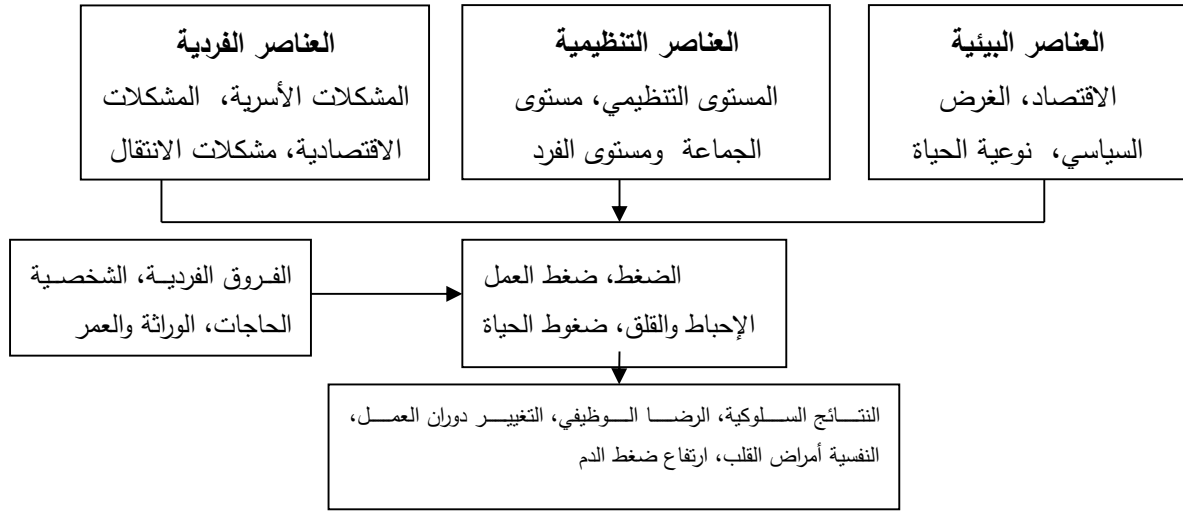 العناصر البيئية
الاقتصاد، الغرض
السياسي، نوعية الحياة
العناصر التنظيمية
المستوى التنظيمي، مستوى
الجماعة ومستوى الفرد
العناصر الفردية
المشكلات الأسرية، المشكلات
الاقتصادية، مشكلات الانتقال
الضغط، ضغط العمل
الإحباط والقلق، ضغوط الحياة
الفروق الفردية، الشخصية
الحاجات، الوراثة والعمر
النتائج السلوكية، الرضا الوظيفي، التغيير دوران العمل،
النفسية أمراض القلب، ارتفاع ضغط الدم